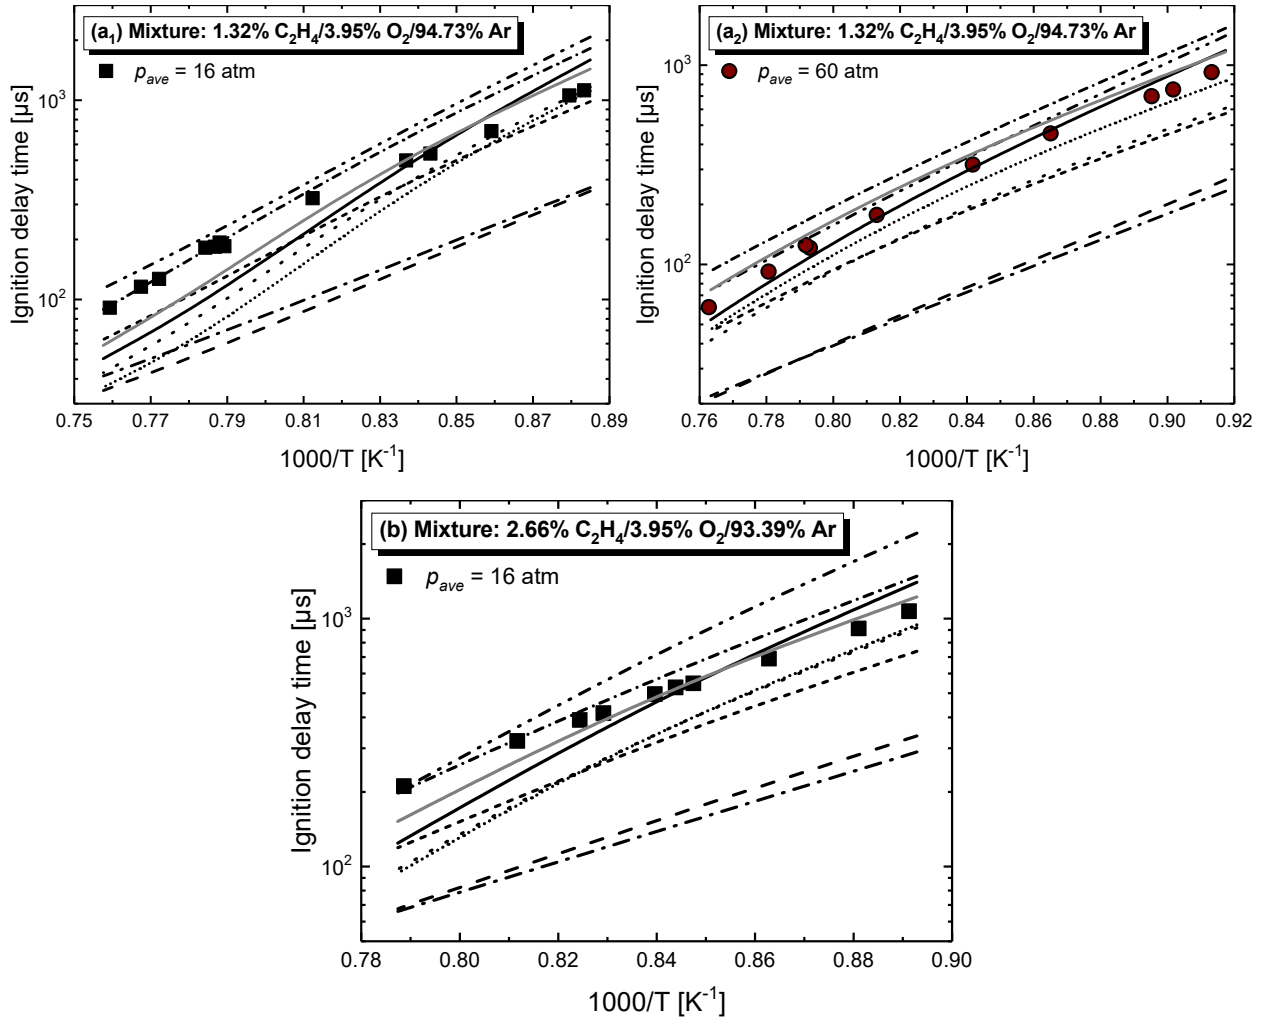 (a₁) Mixture: 1.32% C₂H₄/3.95% O₂/94.73% Ar
p_ave = 16 atm
Ignition delay time [µs]
10³
10²
0.75 0.77 0.79 0.81 0.83 0.85 0.87 0.89
1000/T [K⁻¹]
(a₂) Mixture: 1.32% C₂H₄/3.95% O₂/94.73% Ar
p_ave = 60 atm
Ignition delay time [µs]
10³
10²
0.76 0.78 0.80 0.82 0.84 0.86 0.88 0.90 0.92
1000/T [K⁻¹]
(b) Mixture: 2.66% C₂H₄/3.95% O₂/93.39% Ar
p_ave = 16 atm
Ignition delay time [µs]
10³
10²
0.78 0.80 0.82 0.84 0.86 0.88 0.90
1000/T [K⁻¹]